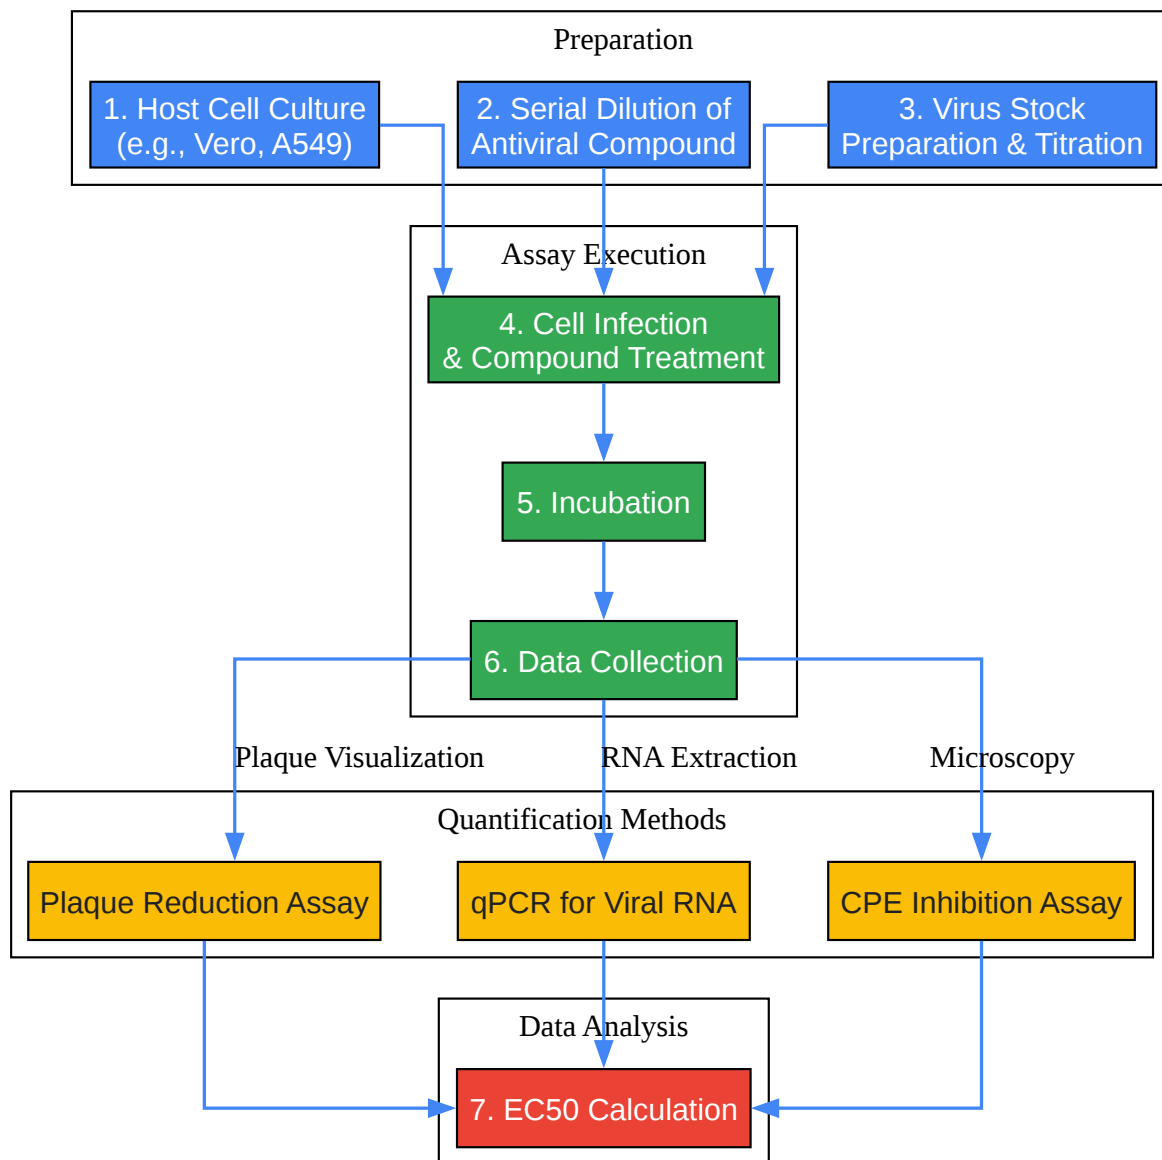 Preparation
1. Host Cell Culture
(e.g., Vero, A549)
2. Serial Dilution of
Antiviral Compound
3. Virus Stock
Preparation & Titration
Assay Execution
4. Cell Infection
& Compound Treatment
5. Incubation
6. Data Collection
Plaque Visualization
RNA Extraction
Microscopy
Quantification Methods
Plaque Reduction Assay
qPCR for Viral RNA
CPE Inhibition Assay
Data Analysis
7. EC50 Calculation